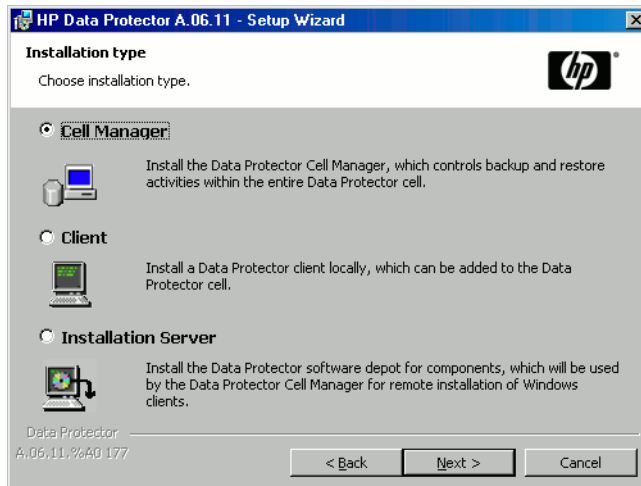 HP Data Protector A.06.11 - Setup Wizard
Installation type
Choose installation type.
hp
Cell Manager
Install the Data Protector Cell Manager, which controls backup and restore
activities within the entire Data Protector cell.
Client
Install a Data Protector client locally, which can be added to the Data
Protector cell.
Installation Server
Install the Data Protector software depot for components, which will be used
by the Data Protector Cell Manager for remote installation of Windows
clients.
Data Protector
A.06.11.%A0 177
< Back Next > Cancel